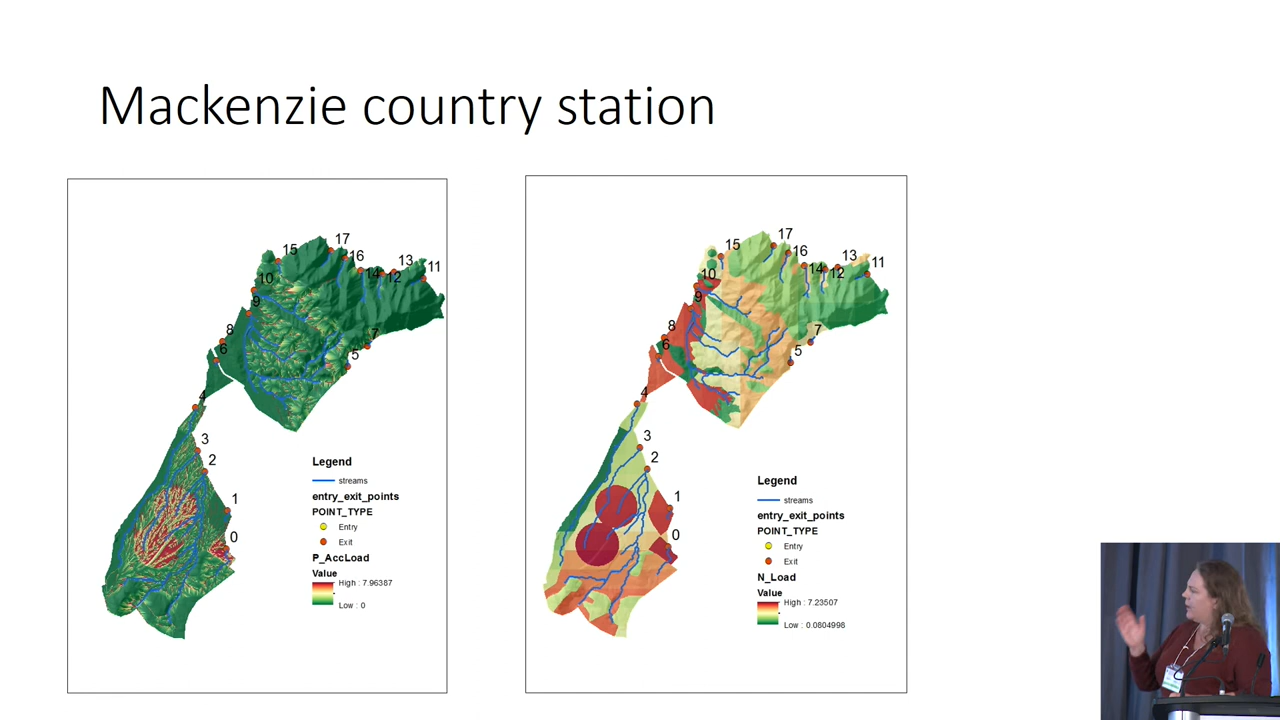 Mackenzie country station
17
15
16
13
11
14
12
10
9
8
7
6
5
4
3
2
1
0
Legend
streams
entry_exit_points
POINT_TYPE
Entry
Exit
P_AccLoad
Value
High : 7.96387
Low : 0
17
15
16
13
11
14
12
10
9
8
7
6
5
4
3
2
1
0
Legend
streams
entry_exit_points
POINT_TYPE
Entry
Exit
N_Load
Value
High : 7.23507
Low : 0.0804998